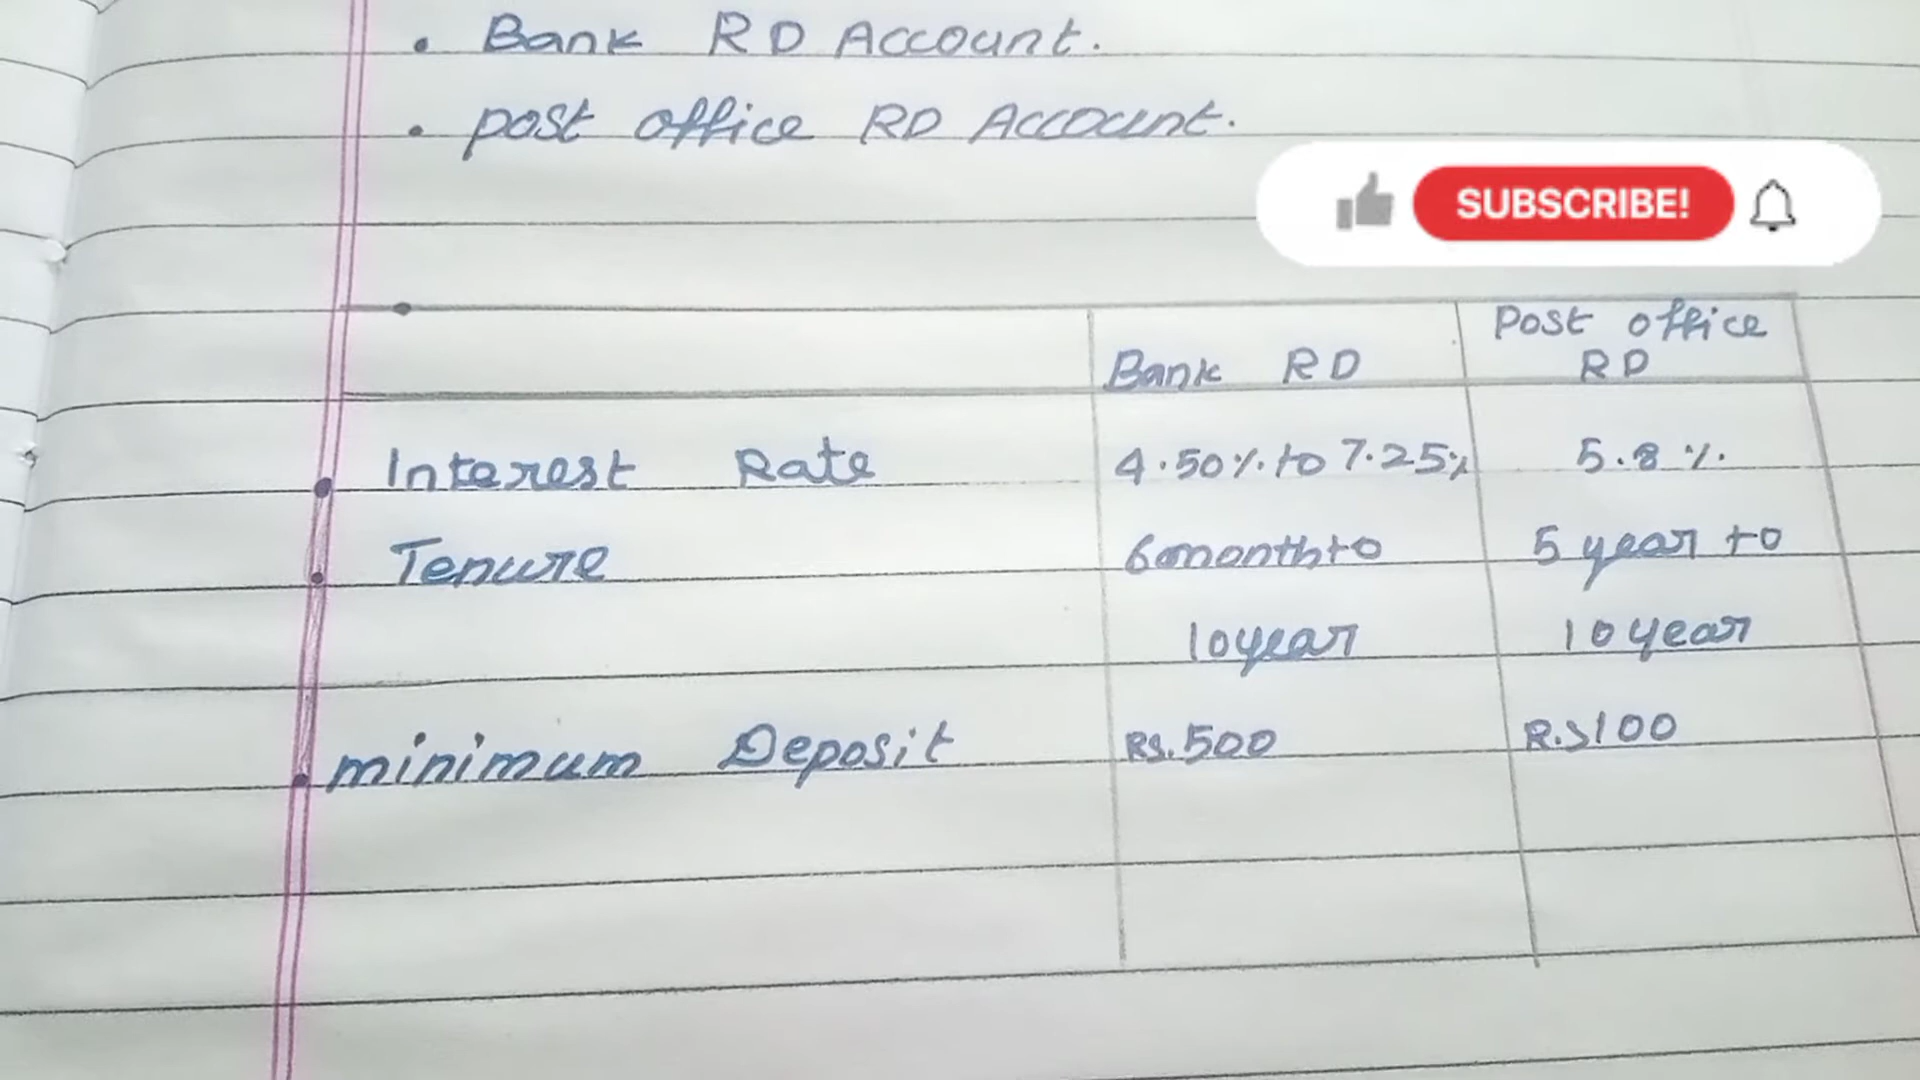 • Bank RD Account.
• post office RD Account.
SUBSCRIBE!
Post office
Bank RD RD
Interest Rate 4.50%.to 7.25% 5.8 %.
Tenure 6month to 5 year to
10year 10 year
minimum Deposit RS.500 R.S100